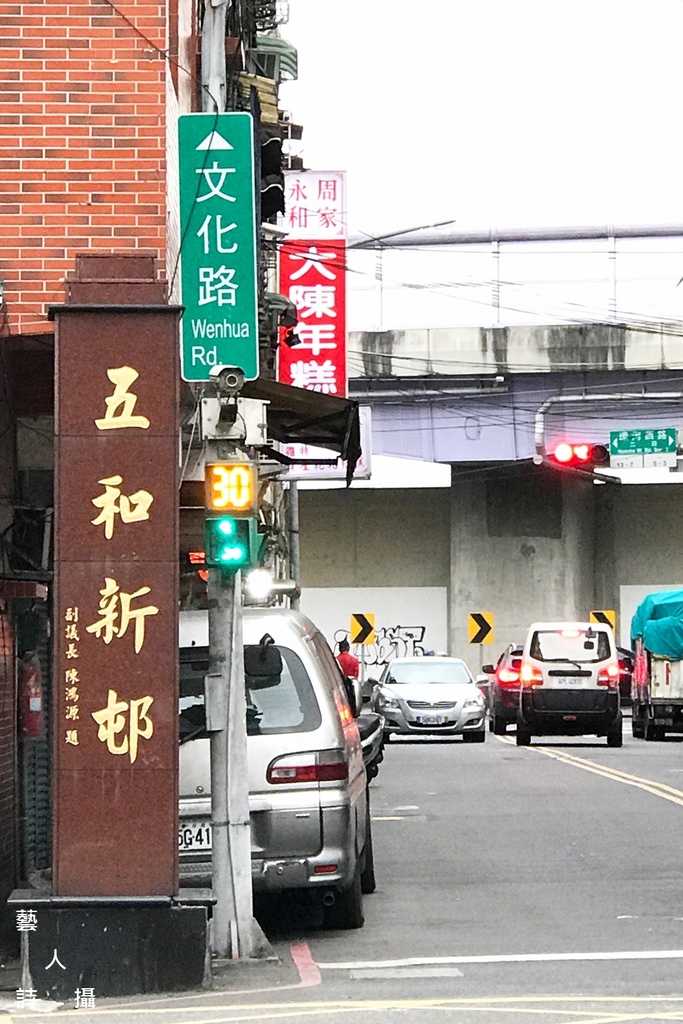 文化路
Wenhua
Rd.
永和 周家
大陳年糕
五和新邨
副議長 陳鴻源 題
30
5G41
藝
人
詩 攝